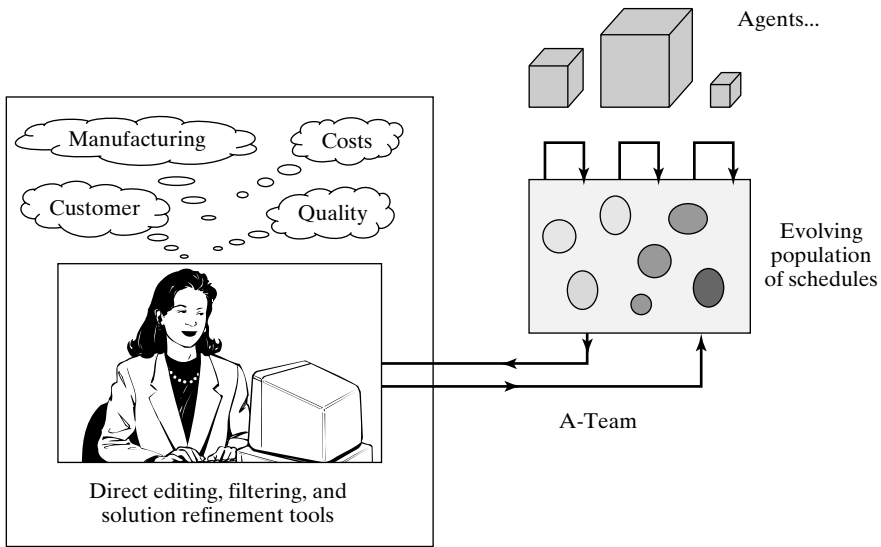 Agents...
Manufacturing
Costs
Customer
Quality
Evolving
population
of schedules
A-Team
Direct editing, filtering, and
solution refinement tools